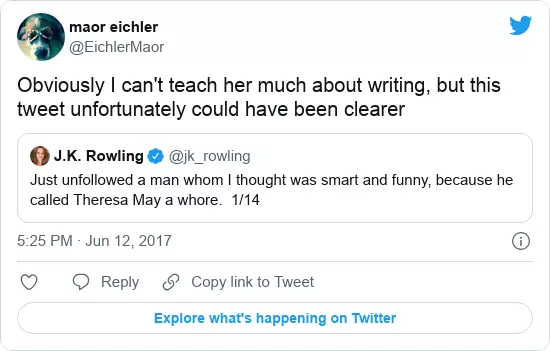 maor eichler
@EichlerMaor
Obviously I can't teach her much about writing, but this
tweet unfortunately could have been clearer
J.K. Rowling @jk_rowling
Just unfollowed a man whom I thought was smart and funny, because he
called Theresa May a whore.  1/14
5:25 PM · Jun 12, 2017
Reply Copy link to Tweet
Explore what's happening on Twitter